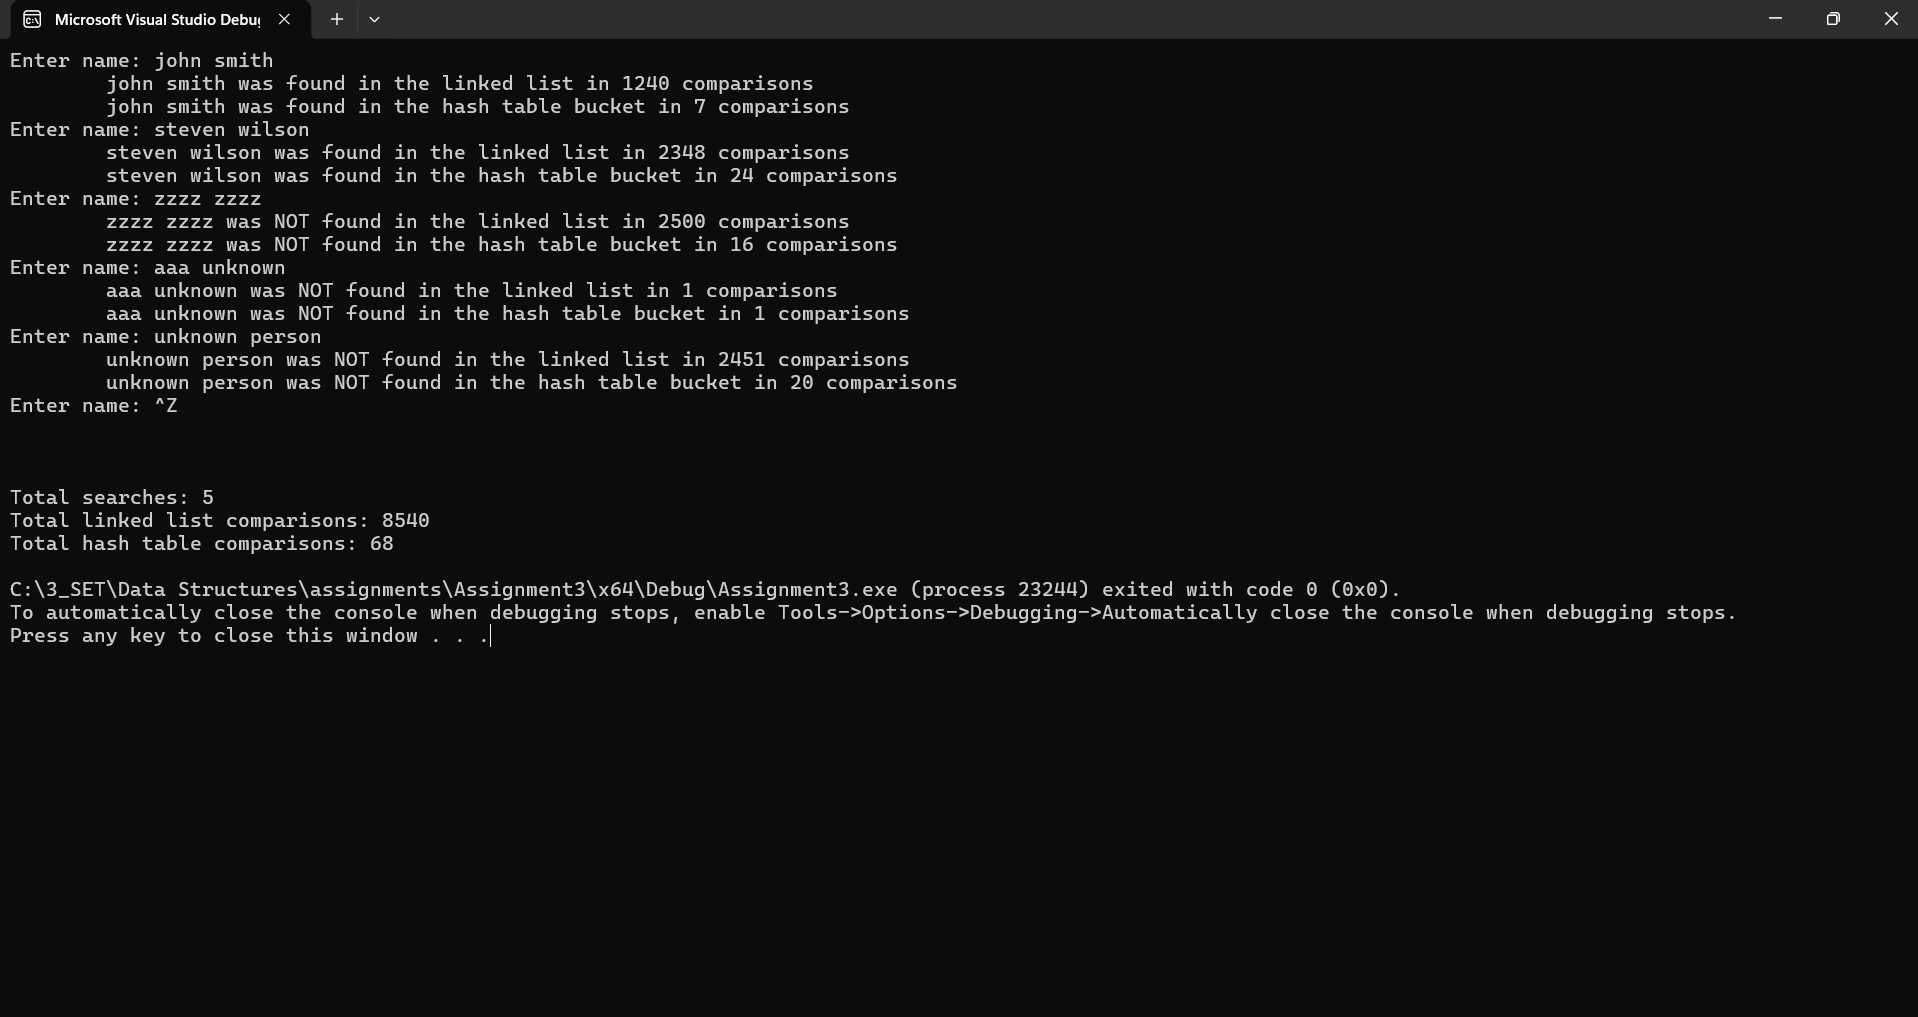 Microsoft Visual Studio Debu
Enter name: john smith
john smith was found in the linked list in 1240 comparisons
john smith was found in the hash table bucket in 7 comparisons
Enter name: steven wilson
steven wilson was found in the linked list in 2348 comparisons
steven wilson was found in the hash table bucket in 24 comparisons
Enter name: zzzz zzzz
zzzz zzzz was NOT found in the linked list in 2500 comparisons
zzzz zzzz was NOT found in the hash table bucket in 16 comparisons
Enter name: aaa unknown
aaa unknown was NOT found in the linked list in 1 comparisons
aaa unknown was NOT found in the hash table bucket in 1 comparisons
Enter name: unknown person
unknown person was NOT found in the linked list in 2451 comparisons
unknown person was NOT found in the hash table bucket in 20 comparisons
Enter name: ^Z
Total searches: 5
Total linked list comparisons: 8540
Total hash table comparisons: 68
C:\3_SET\Data Structures\assignments\Assignment3\x64\Debug\Assignment3.exe (process 23244) exited with code 0 (0x0).
To automatically close the console when debugging stops, enable Tools->Options->Debugging->Automatically close the console when debugging stops.
Press any key to close this window . . .